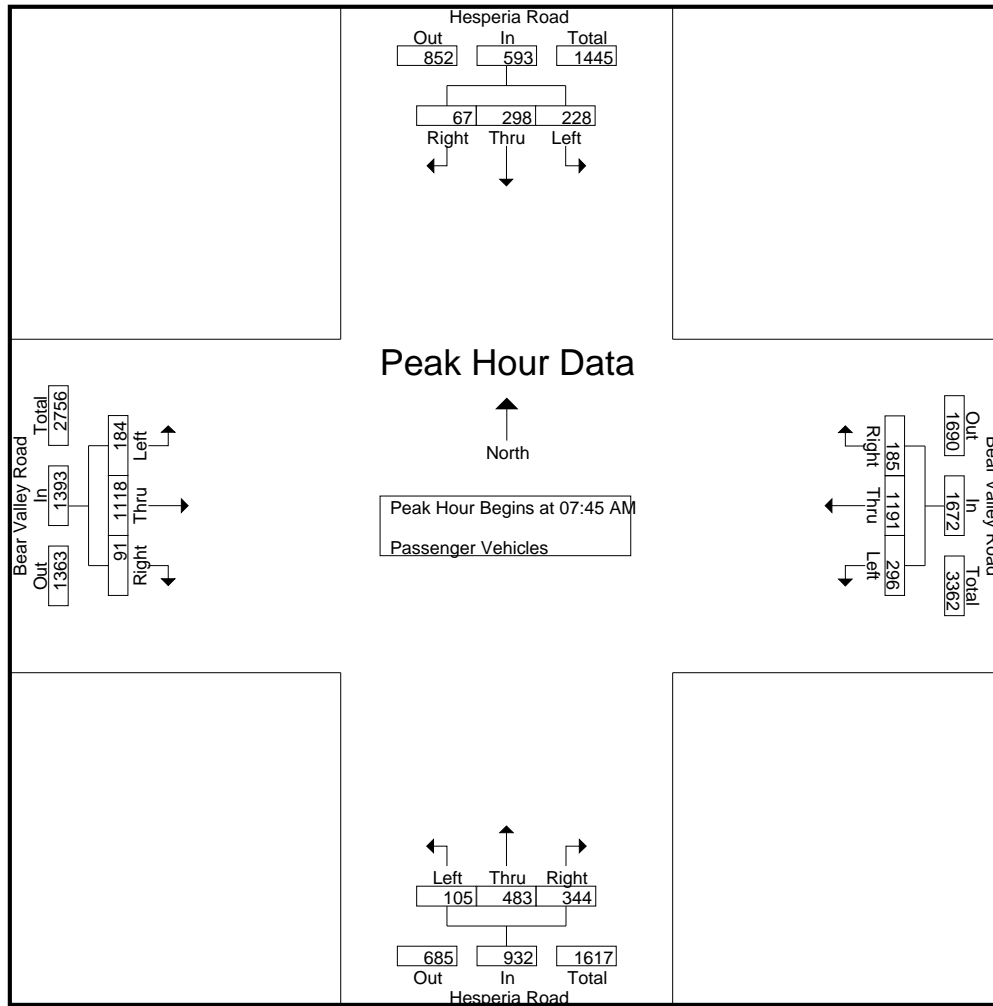 Hesperia Road
Out In Total
852 593 1445
67 298 228
Right Thru Left
Peak Hour Data
North
Peak Hour Begins at 07:45 AM
Passenger Vehicles
Bear Valley Road
Out In Total
1363 1393 2756
91 1118 184
Right Thru Left
Bear Valley Road
Out In Total
1690 1672 3362
185 1191 296
Right Thru Left
Left Thru Right
105 483 344
685 932 1617
Out In Total
Hesperia Road